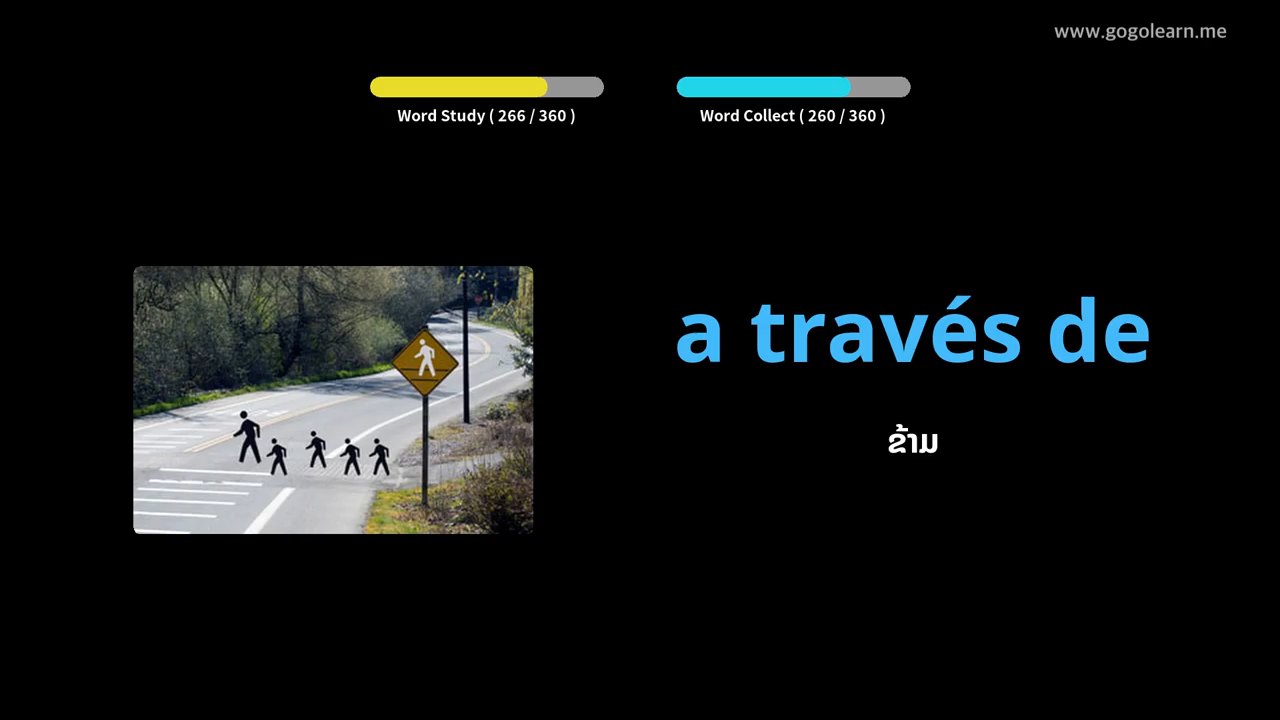 www.gogolearn.me
Word Study ( 266 / 360 )
Word Collect ( 260 / 360 )
a través de
ຂ້າມ